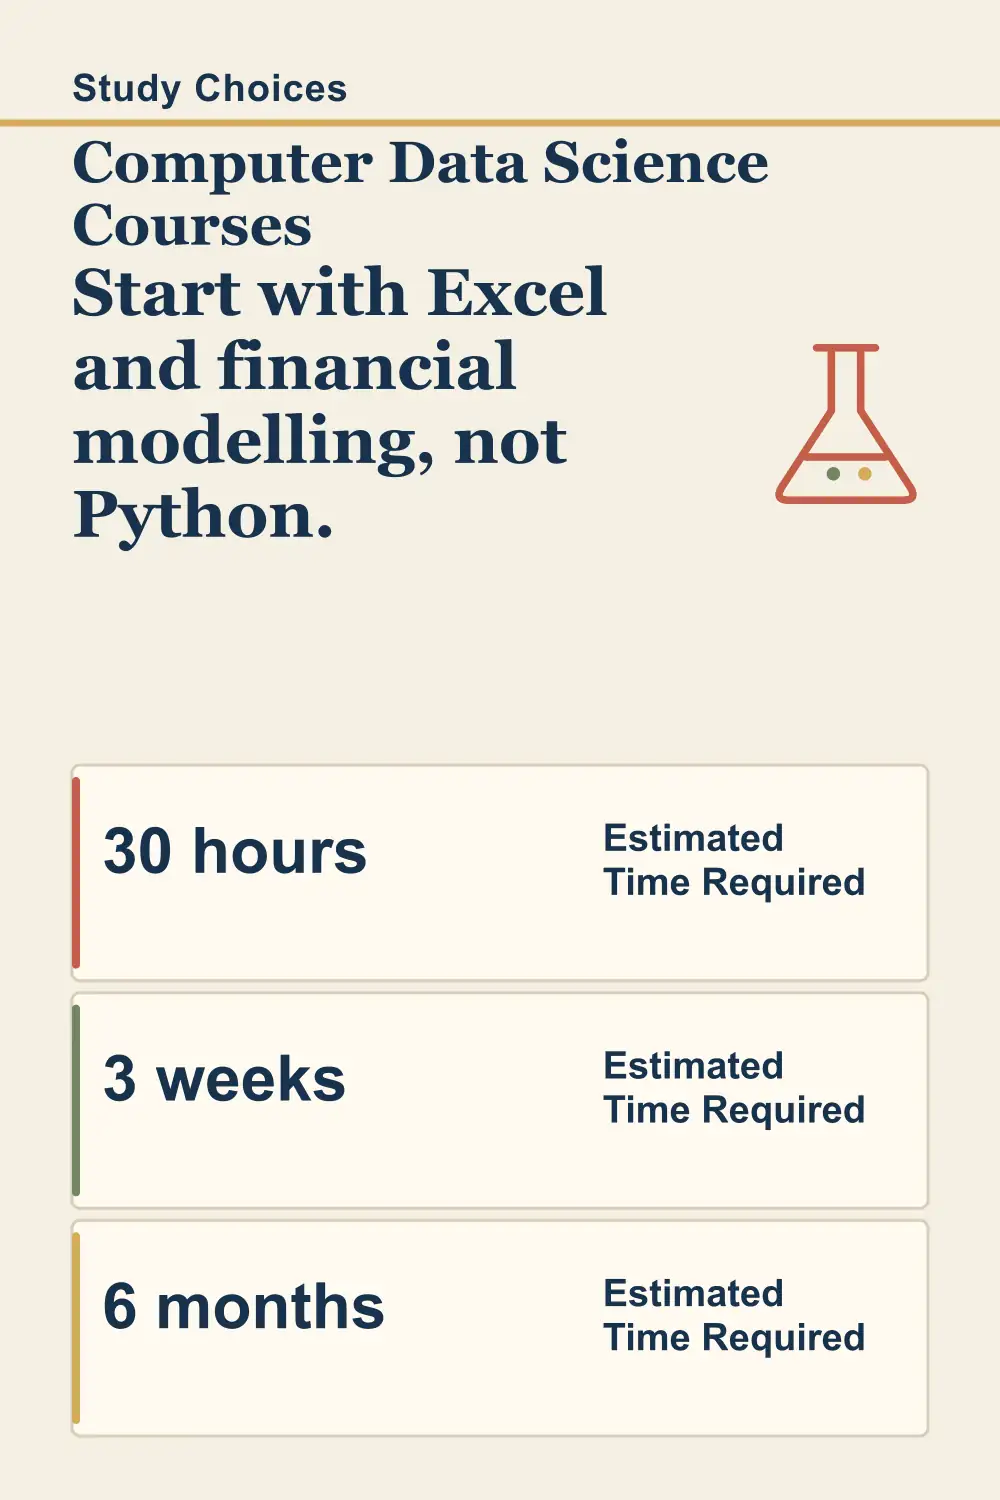 Study Choices
Computer Data Science
Courses
Start with Excel
and financial
modelling, not
Python.
30 hours
Estimated
Time Required
3 weeks
Estimated
Time Required
6 months
Estimated
Time Required